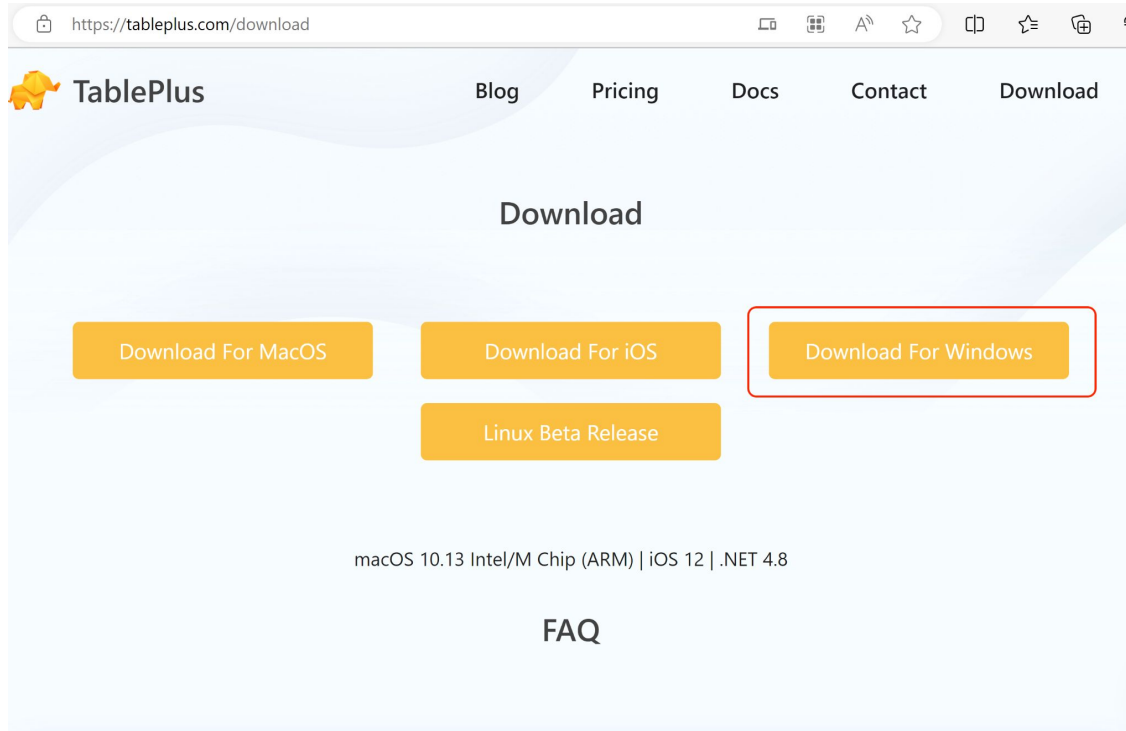 https://tableplus.com/download
TablePlus Blog Pricing Docs Contact Download
Download
Download For MacOS Download For iOS Download For Windows
Linux Beta Release
macOS 10.13 Intel/M Chip (ARM) | iOS 12 | .NET 4.8
FAQ